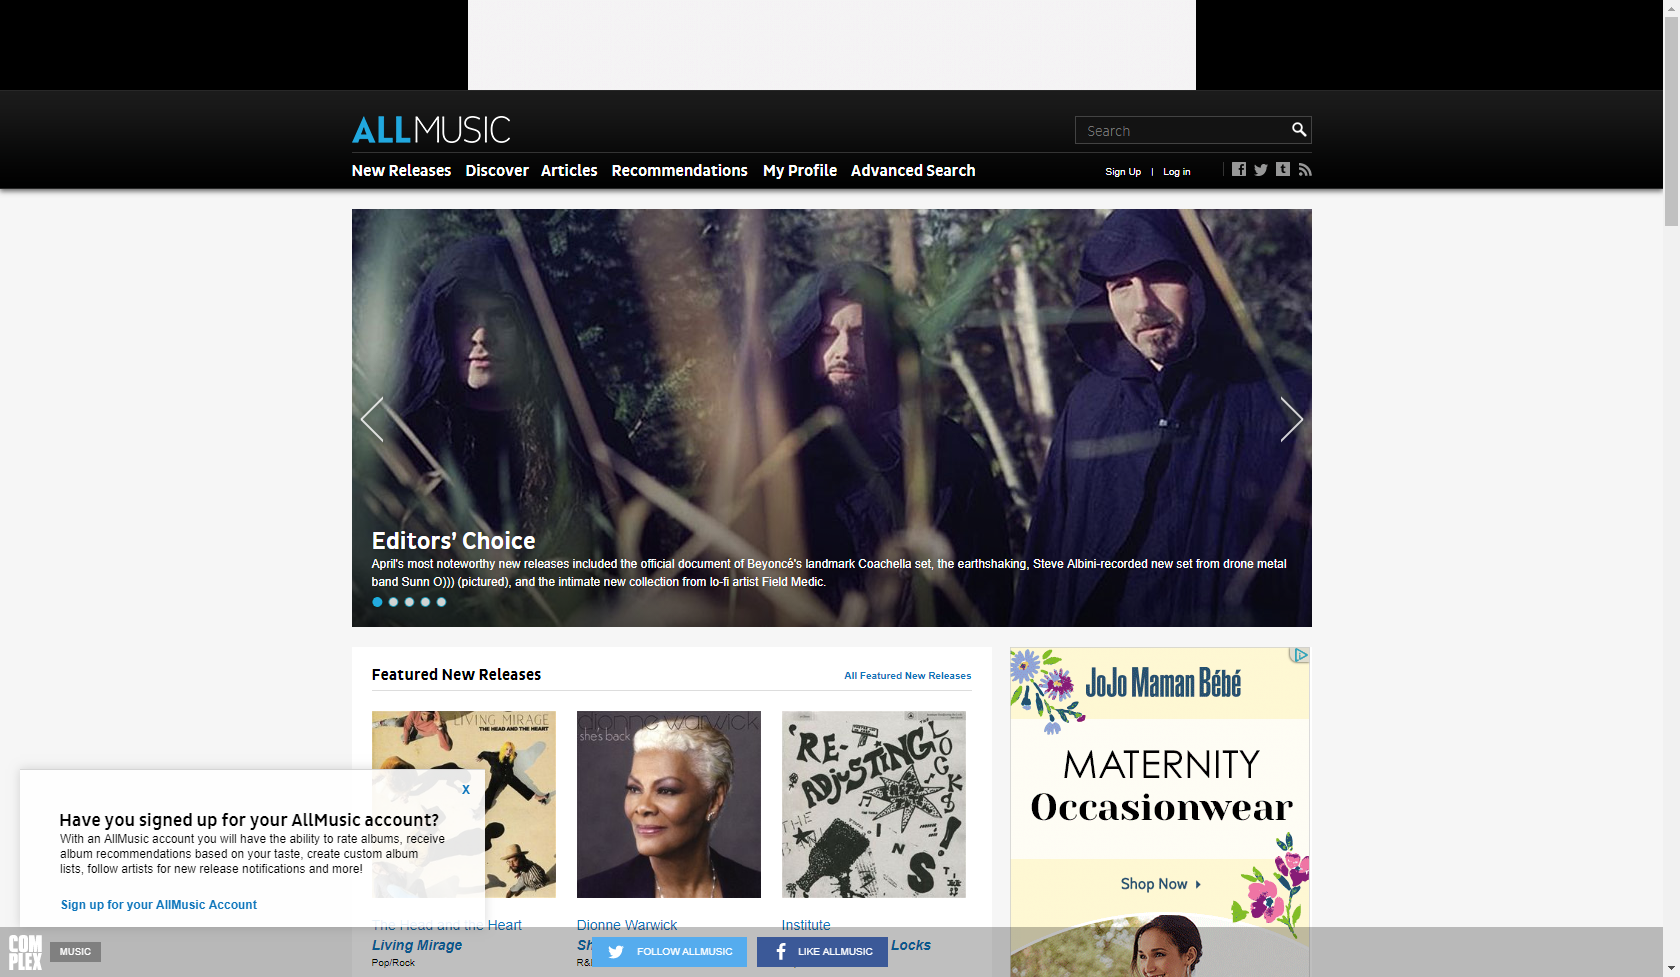 ALLMUSIC
Search
New Releases Discover Articles Recommendations My Profile Advanced Search
Sign Up | Log in
Editors' Choice
April's most noteworthy new releases included the official document of Beyoncé's landmark Coachella set, the earthshaking, Steve Albini-recorded new set from drone metal
band Sunn O))) (pictured), and the intimate new collection from lo-fi artist Field Medic.
Featured New Releases
All Featured New Releases
LIVING MIRAGE
THE HEAD AND THE HEART
dionne warwick
she's back
'RE-ADJUSTING
LOCKS
THE
JoJo Maman Bébé
MATERNITY
Occasionwear
Shop Now
X
Have you signed up for your AllMusic account?
With an AllMusic account you will have the ability to rate albums, receive
album recommendations based on your taste, create custom album
lists, follow artists for new release notifications and more!
Sign up for your AllMusic Account
The Head and the Heart
Living Mirage
Pop/Rock
Dionne Warwick
Institute
Locks
COM
PLEX
MUSIC
FOLLOW ALLMUSIC
LIKE ALLMUSIC